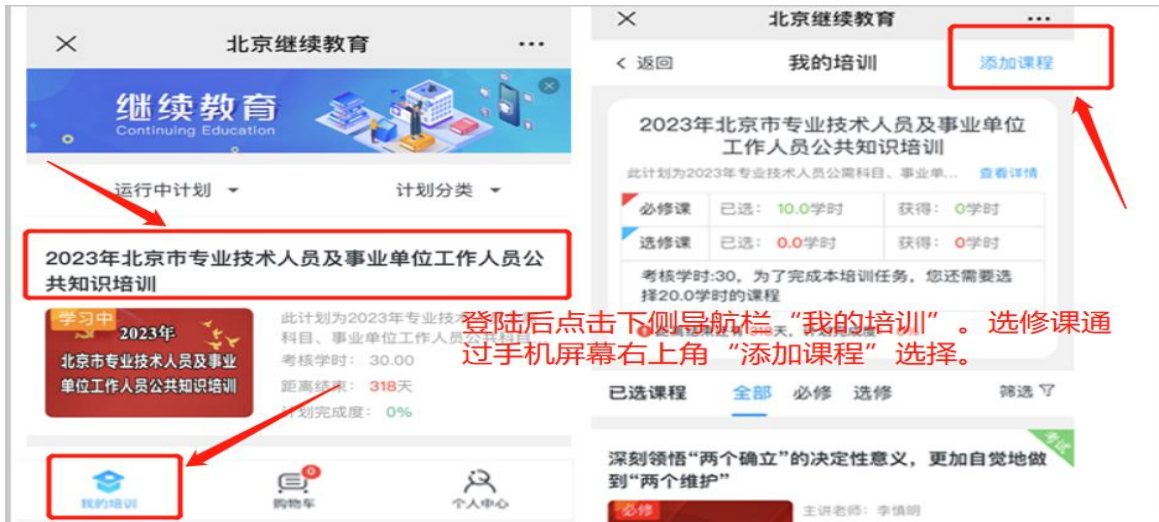 北京继续教育
继续教育
Continuing Education
运行中计划
计划分类
2023年北京市专业技术人员及事业单位工作人员公
共知识培训
学习中
2023年
北京市专业技术人员及事业
单位工作人员公共知识培训
此计划为2023年专业技
科目、事业单位工作人员公共科目
考核学时： 30.00
距离结束： 318天
计划完成度： 0%
我的培训
购物车
个人中心
北京继续教育
返回
我的培训
添加课程
2023年北京市专业技术人员及事业单位
工作人员公共知识培训
此计划为2023年专业技术人员公需科目、事业单... 查看详情
必修课 已选： 10.0学时 获得： 0学时
选修课 已选： 0.0学时 获得： 0学时
考核学时:30，为了完成本培训任务，您还需要选
择20.0学时的课程
登陆后点击下侧导航栏“我的培训”。选修课通
过手机屏幕右上角“添加课程”选择。
已选课程 全部 必修 选修 筛选
考试
深刻领悟“两个确立”的决定性意义，更加自觉地做
到“两个维护”
必修
主讲老师： 李慎明